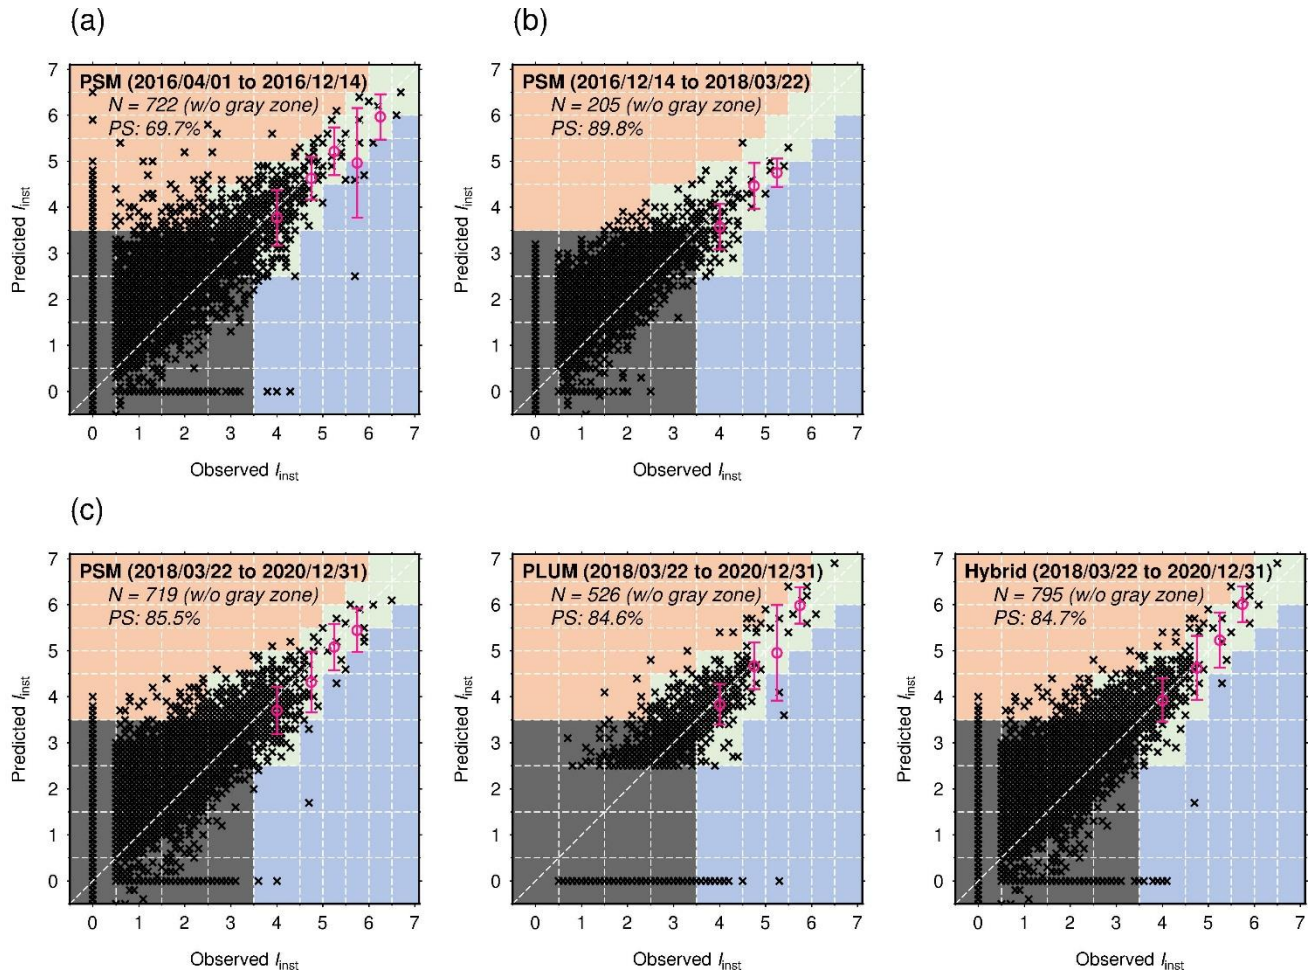 (a)
PSM (2016/04/01 to 2016/12/14)
N = 722 (w/o gray zone)
PS: 69.7%
7
6
5
4
3
2
1
0
Predicted Iinst
0 1 2 3 4 5 6 7
Observed Iinst
(b)
PSM (2016/12/14 to 2018/03/22)
N = 205 (w/o gray zone)
PS: 89.8%
7
6
5
4
3
2
1
0
Predicted Iinst
0 1 2 3 4 5 6 7
Observed Iinst
(c)
PSM (2018/03/22 to 2020/12/31)
N = 719 (w/o gray zone)
PS: 85.5%
7
6
5
4
3
2
1
0
Predicted Iinst
0 1 2 3 4 5 6 7
Observed Iinst
PLUM (2018/03/22 to 2020/12/31)
N = 526 (w/o gray zone)
PS: 84.6%
7
6
5
4
3
2
1
0
Predicted Iinst
0 1 2 3 4 5 6 7
Observed Iinst
Hybrid (2018/03/22 to 2020/12/31)
N = 795 (w/o gray zone)
PS: 84.7%
7
6
5
4
3
2
1
0
Predicted Iinst
0 1 2 3 4 5 6 7
Observed Iinst